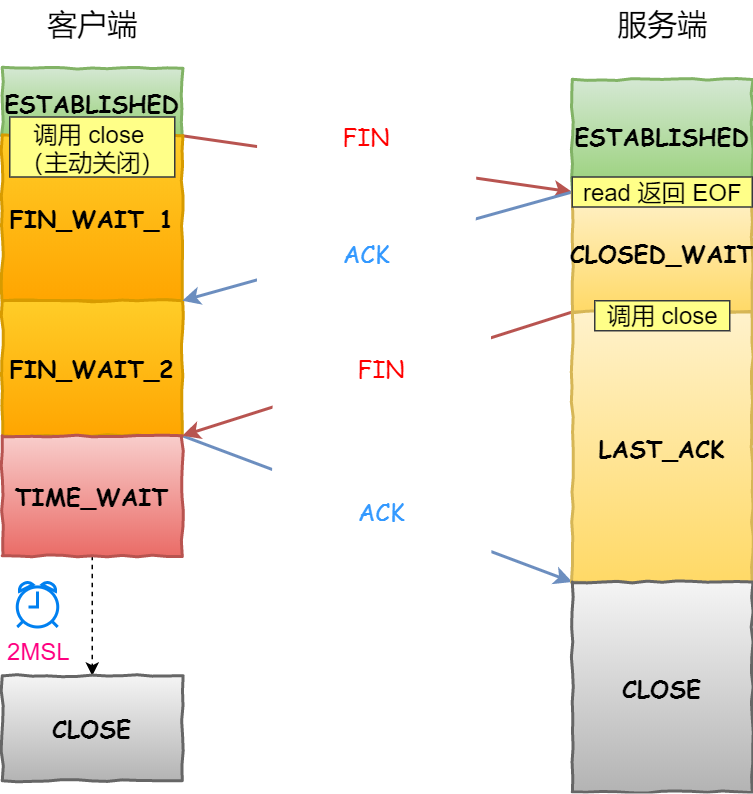 客户端
服务端
ESTABLISHED
调用 close
（主动关闭）
FIN
ESTABLISHED
read 返回 EOF
FIN_WAIT_1
ACK
CLOSED_WAIT
调用 close
FIN_WAIT_2
FIN
LAST_ACK
TIME_WAIT
ACK
2MSL
CLOSE
CLOSE